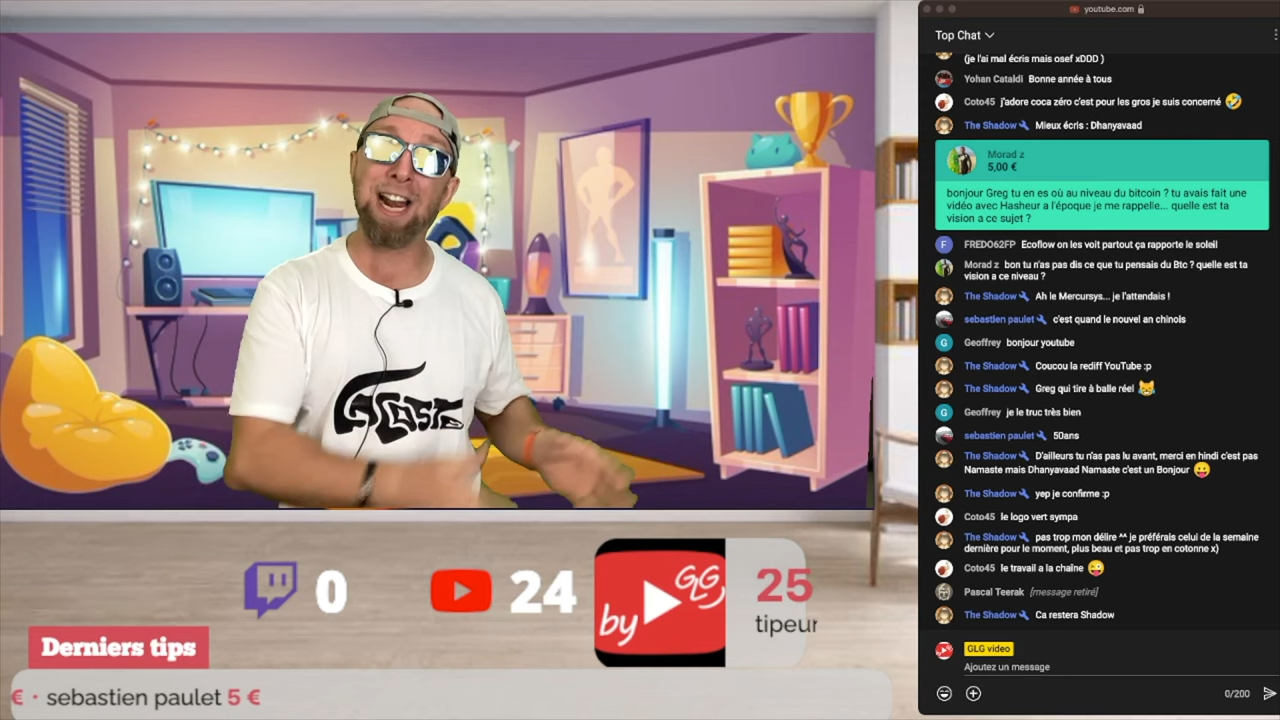 youtube.com
Top Chat
(je l'ai mal écris mais osef xDDD )
Yohan Cataldi Bonne année à tous
Coto45 j'adore coca zéro c'est pour les gros je suis concerné 🤣
The Shadow Mieux écris : Dhanyavaad
Morad z
5,00 €
bonjour Greg tu en es où au niveau du bitcoin ? tu avais fait une
vidéo avec Hasheur a l'époque je me rappelle... quelle est ta
vision a ce sujet ?
FREDO62FP Ecoflow on les voit partout ça rapporte le soleil
Morad z bon tu n'as pas dis ce que tu pensais du Btc ? quelle est ta
vision a ce niveau ?
The Shadow Ah le Mercursys... je l'attendais !
sebastien paulet c'est quand le nouvel an chinois
Geoffrey bonjour youtube
The Shadow Coucou la rediff YouTube :p
The Shadow Greg qui tire à balle réel 😹
Geoffrey je le truc très bien
sebastien paulet 50ans
The Shadow D'ailleurs tu n'as pas lu avant, merci en hindi c'est pas
Namaste mais Dhanyavaad Namaste c'est un Bonjour 😛
The Shadow yep je confirme :p
Coto45 le logo vert sympa
The Shadow pas trop mon délire ^^ je préférais celui de la semaine
dernière pour le moment, plus beau et pas trop en cotonne x)
Coto45 le travail a la chaîne 😜
Pascal Teerak [message retiré]
The Shadow Ca restera Shadow
GLG video
Ajoutez un message
0/200
0
24
by GLG
25
tipeur
Derniers tips
€ · sebastien paulet 5 €